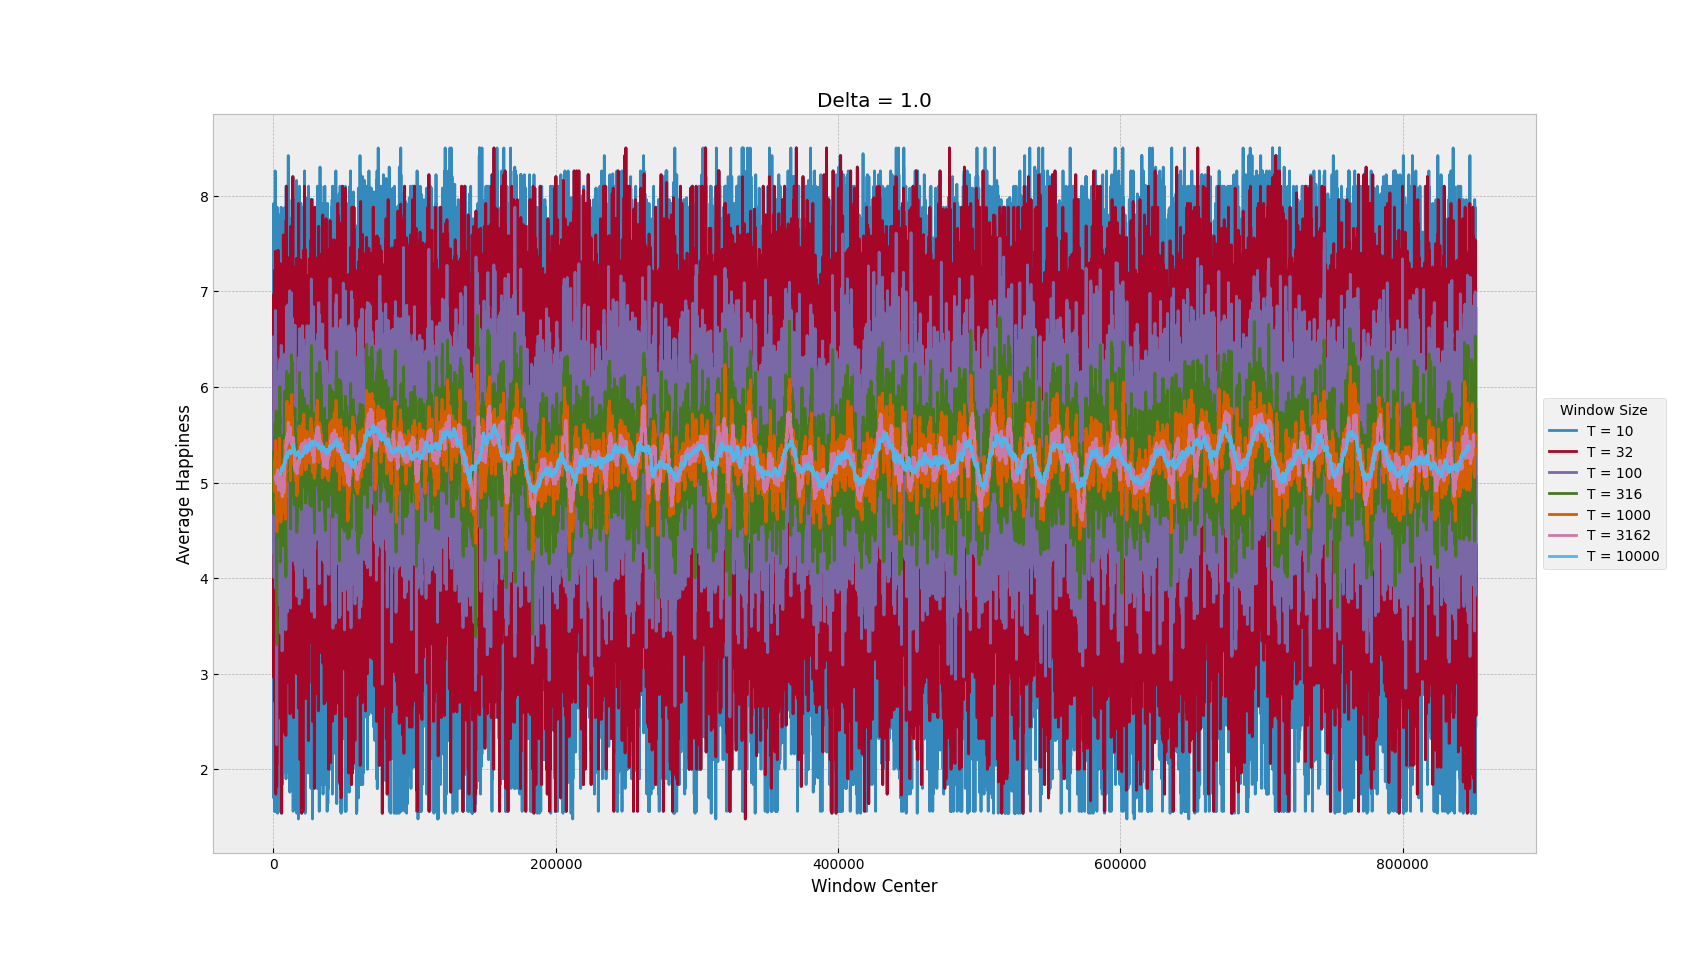 Delta = 1.0
Average Happiness
8
7
6
5
4
3
2
0 200000 400000 600000 800000
Window Center
Window Size
T = 10
T = 32
T = 100
T = 316
T = 1000
T = 3162
T = 10000